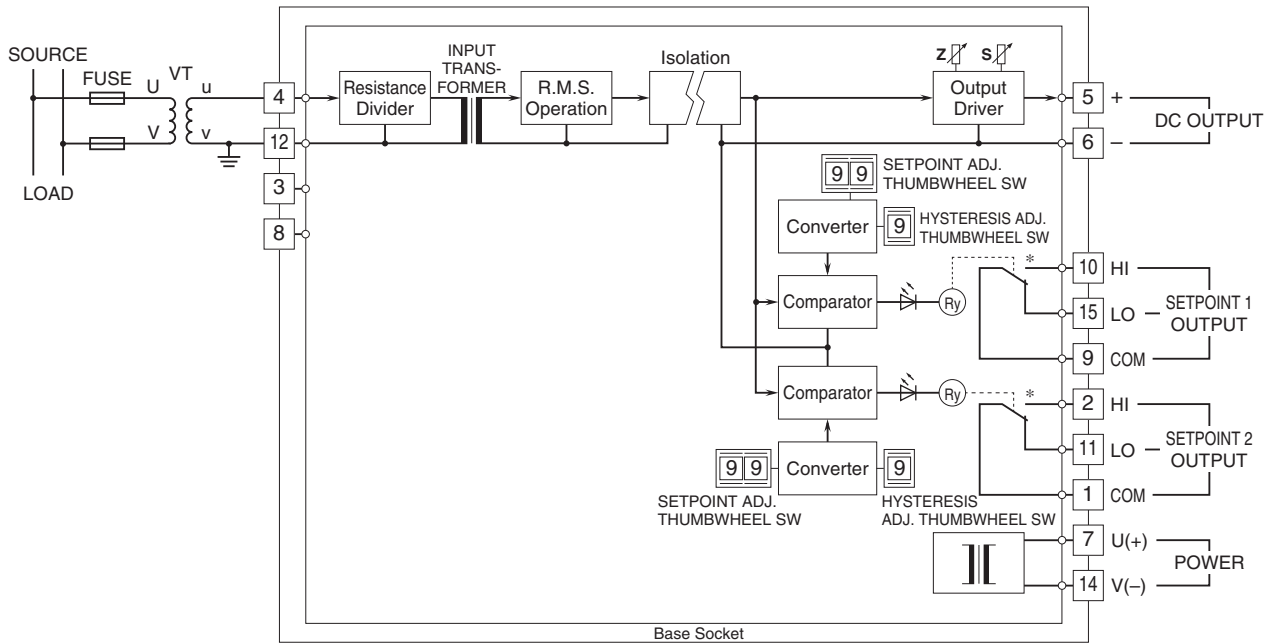 SOURCE
LOAD
FUSE
U
VT
u
V
v
4
12
3
8
Resistance
Divider
INPUT
TRANS-
FORMER
R.M.S.
Operation
Isolation
Z
S
Output
Driver
5 +
6 –
DC OUTPUT
9 9
SETPOINT ADJ.
THUMBWHEEL SW
Converter
9
HYSTERESIS ADJ.
THUMBWHEEL SW
Comparator
Ry
*
10 HI
15 LO
9 COM
SETPOINT 1
OUTPUT
Comparator
Ry
*
2 HI
11 LO
1 COM
SETPOINT 2
OUTPUT
9 9
Converter
9
SETPOINT ADJ.
THUMBWHEEL SW
HYSTERESIS
ADJ. THUMBWHEEL SW
7 U(+)
14 V(–)
POWER
Base Socket